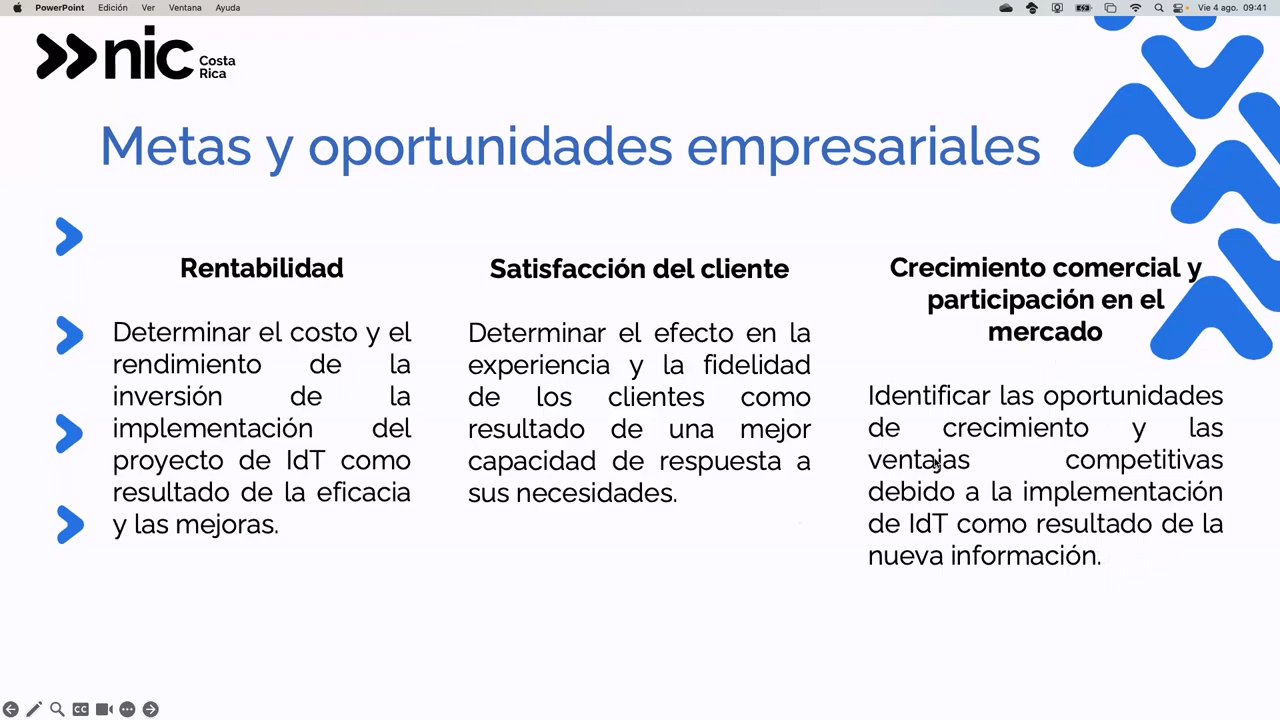 PowerPoint Edición Ver Ventana Ayuda
Vie 4 ago. 09:41
nic Costa Rica
Metas y oportunidades empresariales
Rentabilidad
Determinar el costo y el
rendimiento de la
inversión de la
implementación del
proyecto de IdT como
resultado de la eficacia
y las mejoras.
Satisfacción del cliente
Determinar el efecto en la
experiencia y la fidelidad
de los clientes como
resultado de una mejor
capacidad de respuesta a
sus necesidades.
Crecimiento comercial y
participación en el
mercado
Identificar las oportunidades
de crecimiento y las
ventajas competitivas
debido a la implementación
de IdT como resultado de la
nueva información.
CC